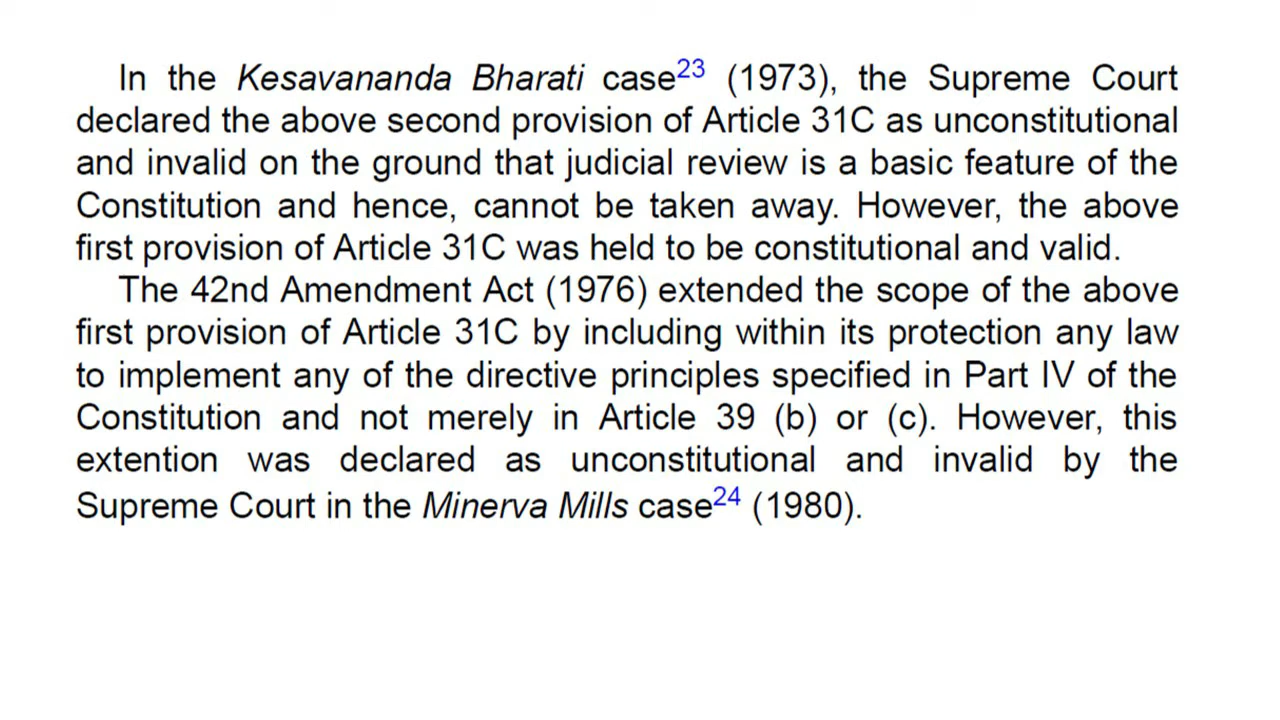 In the Kesavananda Bharati case23 (1973), the Supreme Court
declared the above second provision of Article 31C as unconstitutional
and invalid on the ground that judicial review is a basic feature of the
Constitution and hence, cannot be taken away. However, the above
first provision of Article 31C was held to be constitutional and valid.
The 42nd Amendment Act (1976) extended the scope of the above
first provision of Article 31C by including within its protection any law
to implement any of the directive principles specified in Part IV of the
Constitution and not merely in Article 39 (b) or (c). However, this
extention was declared as unconstitutional and invalid by the
Supreme Court in the Minerva Mills case24 (1980).